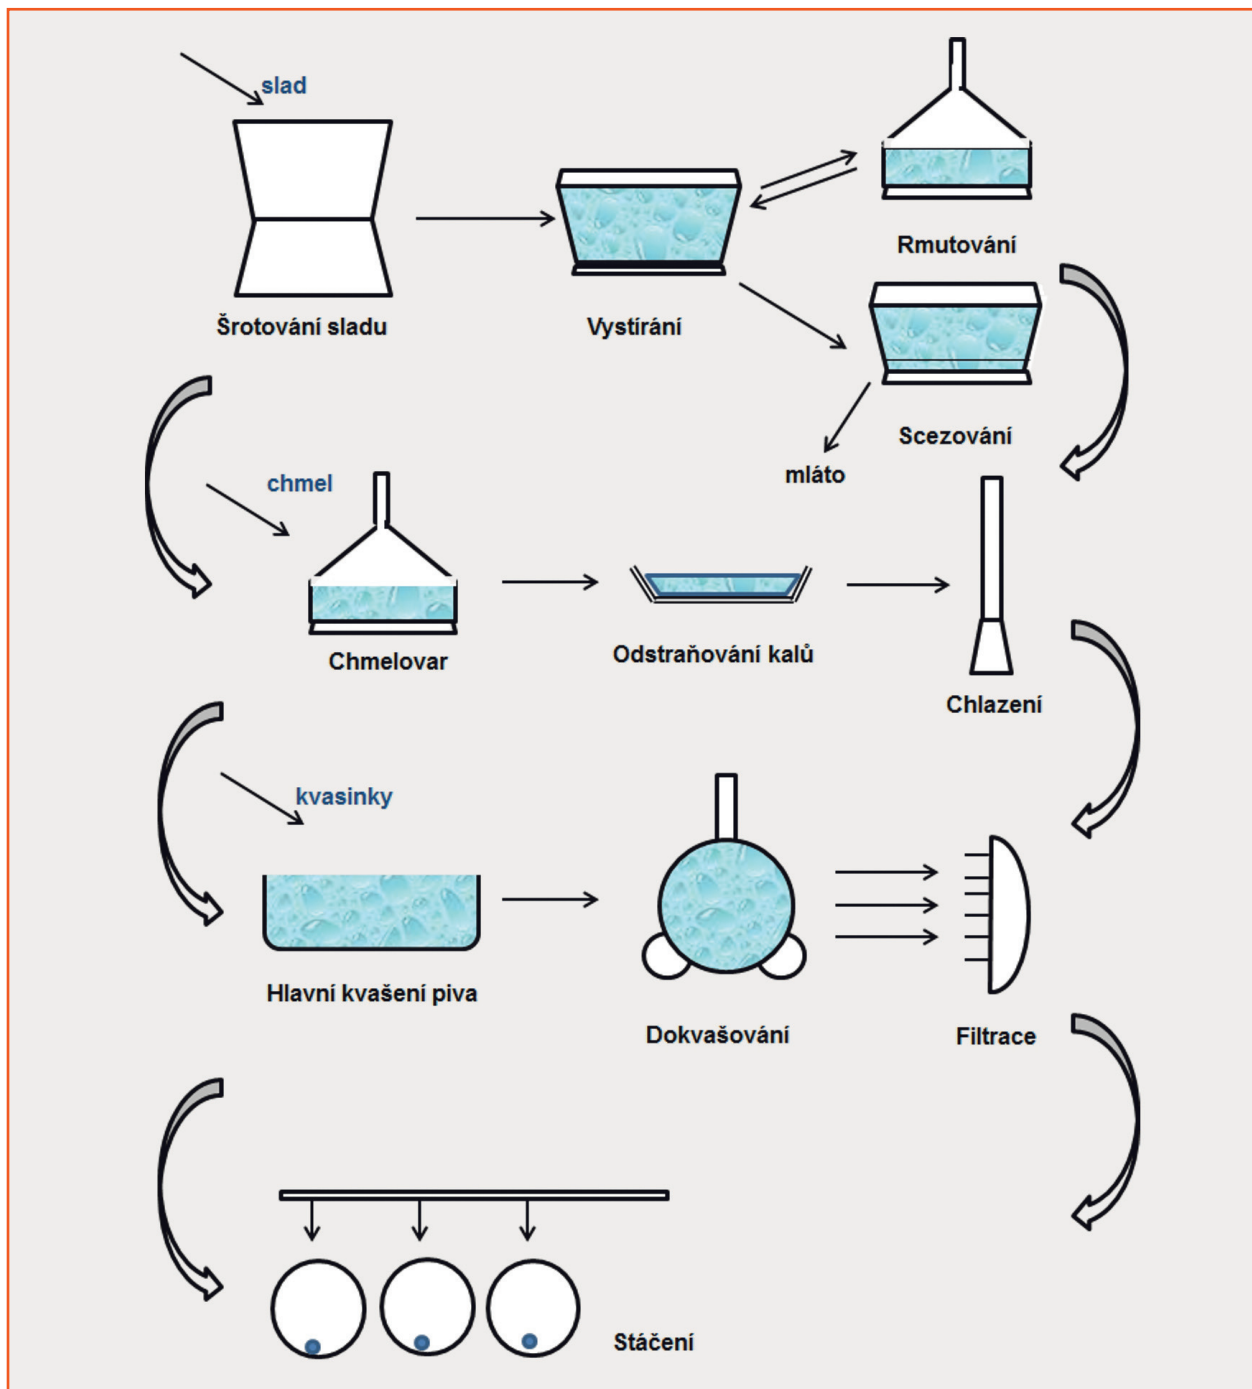 slad
Šrotování sladu
Vystírání
Rmutování
Scezování
mláto
chmel
Chmelovar
Odstraňování kalů
Chlazení
kvasinky
Hlavní kvašení piva
Dokvašování
Filtrace
Stáčení